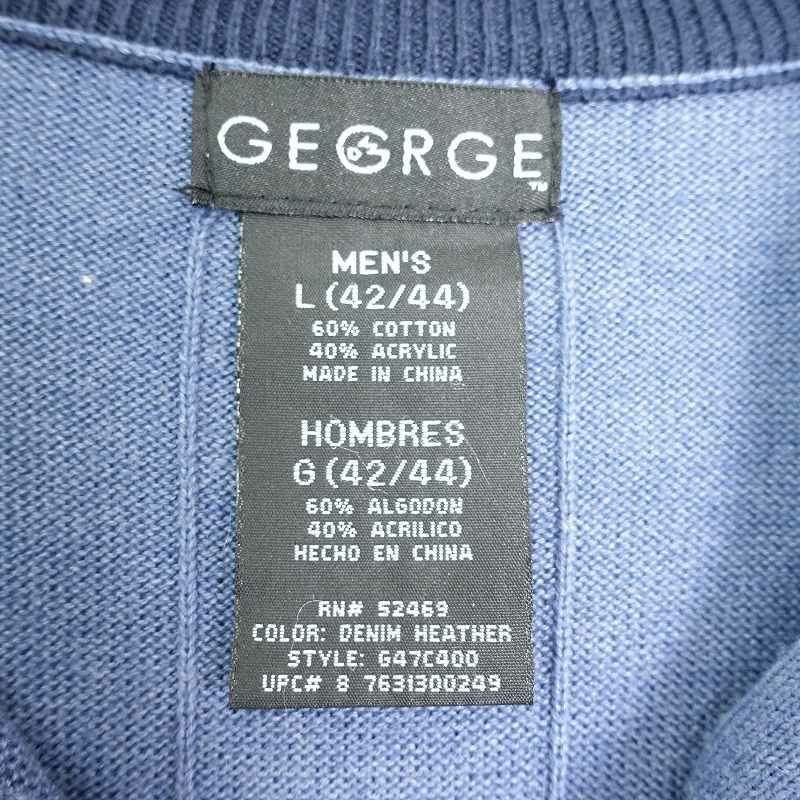 GEORGE™
MEN'S
L (42/44)
60% COTTON
40% ACRYLIC
MADE IN CHINA
HOMBRES
G (42/44)
60% ALGODON
40% ACRILICO
HECHO EN CHINA
RN# 52469
COLOR: DENIM HEATHER
STYLE: G47C400
UPC# 8 7631300249